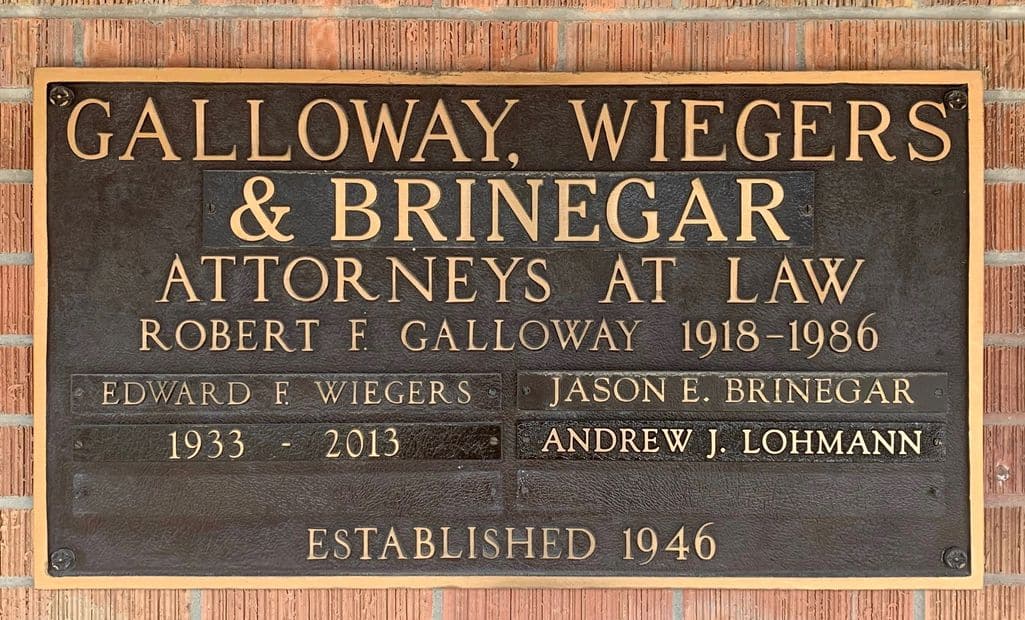 GALLOWAY, WIEGERS
& BRINEGAR
ATTORNEYS AT LAW
ROBERT F. GALLOWAY 1918-1986
EDWARD F. WIEGERS
1933 - 2013
JASON E. BRINEGAR
ANDREW J. LOHMANN
ESTABLISHED 1946